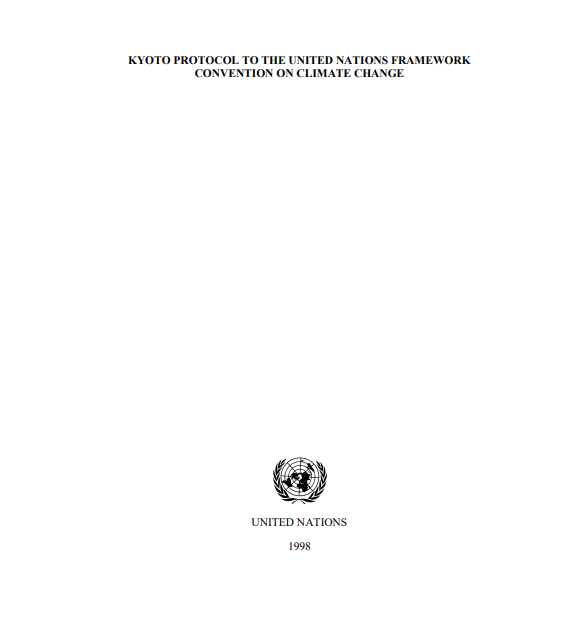 KYOTO PROTOCOL TO THE UNITED NATIONS FRAMEWORK
CONVENTION ON CLIMATE CHANGE
UNITED NATIONS
1998